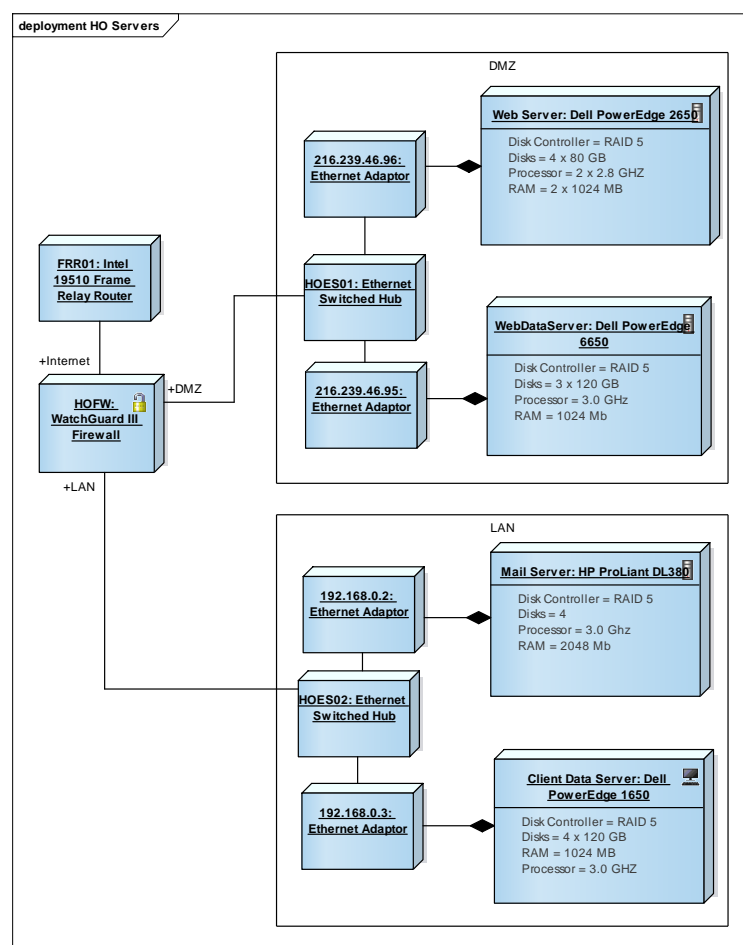 deployment HO Servers
DMZ
Web Server: Dell PowerEdge 2650
Disk Controller = RAID 5
Disks = 4 x 80 GB
Processor = 2 x 2.8 GHZ
RAM = 2 x 1024 MB
216.239.46.96:
Ethernet Adaptor
FRR01: Intel
19510 Frame
Relay Router
HOES01: Ethernet
Switched Hub
WebDataServer: Dell PowerEdge
6650
Disk Controller = RAID 5
Disks = 3 x 120 GB
Processor = 3.0 GHz
RAM = 1024 Mb
+Internet
+DMZ
216.239.46.95:
Ethernet Adaptor
HOFW:
WatchGuard III
Firewall
+LAN
LAN
Mail Server: HP ProLiant DL380
Disk Controller = RAID 5
Disks = 4
Processor = 3.0 Ghz
RAM = 2048 Mb
192.168.0.2:
Ethernet Adaptor
HOES02: Ethernet
Switched Hub
Client Data Server: Dell
PowerEdge 1650
Disk Controller = RAID 5
Disks = 4 x 120 GB
RAM = 1024 MB
Processor = 3.0 GHZ
192.168.0.3:
Ethernet Adaptor